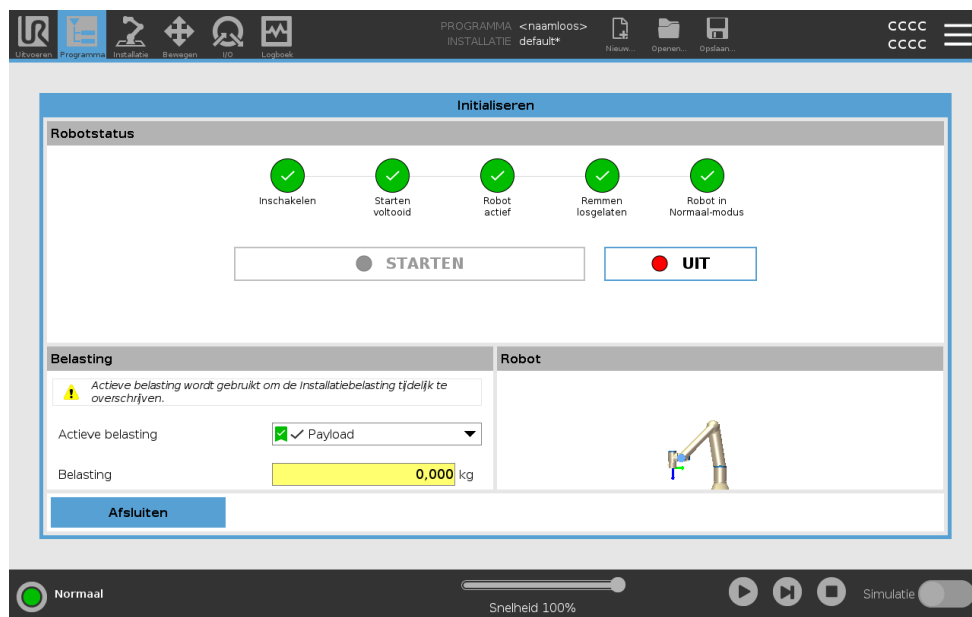 PROGRAMMA <naamloos>
INSTALLATIE default*
CCCC
CCCC
Uitvoeren Programma Installatie Bewegen I/O Logboek Nieuw... Openen... Opslaan...
Initialiseren
Robotstatus
Inschakelen
Starten
voltooid
Robot
actief
Remmen
losgelaten
Robot in
Normaal-modus
STARTEN
UIT
Belasting
Actieve belasting wordt gebruikt om de Installatiebelasting tijdelijk te
overschrijven.
Actieve belasting
Payload
Belasting
0,000 kg
Robot
Afsluiten
Normaal
Snelheid 100%
Simulatie